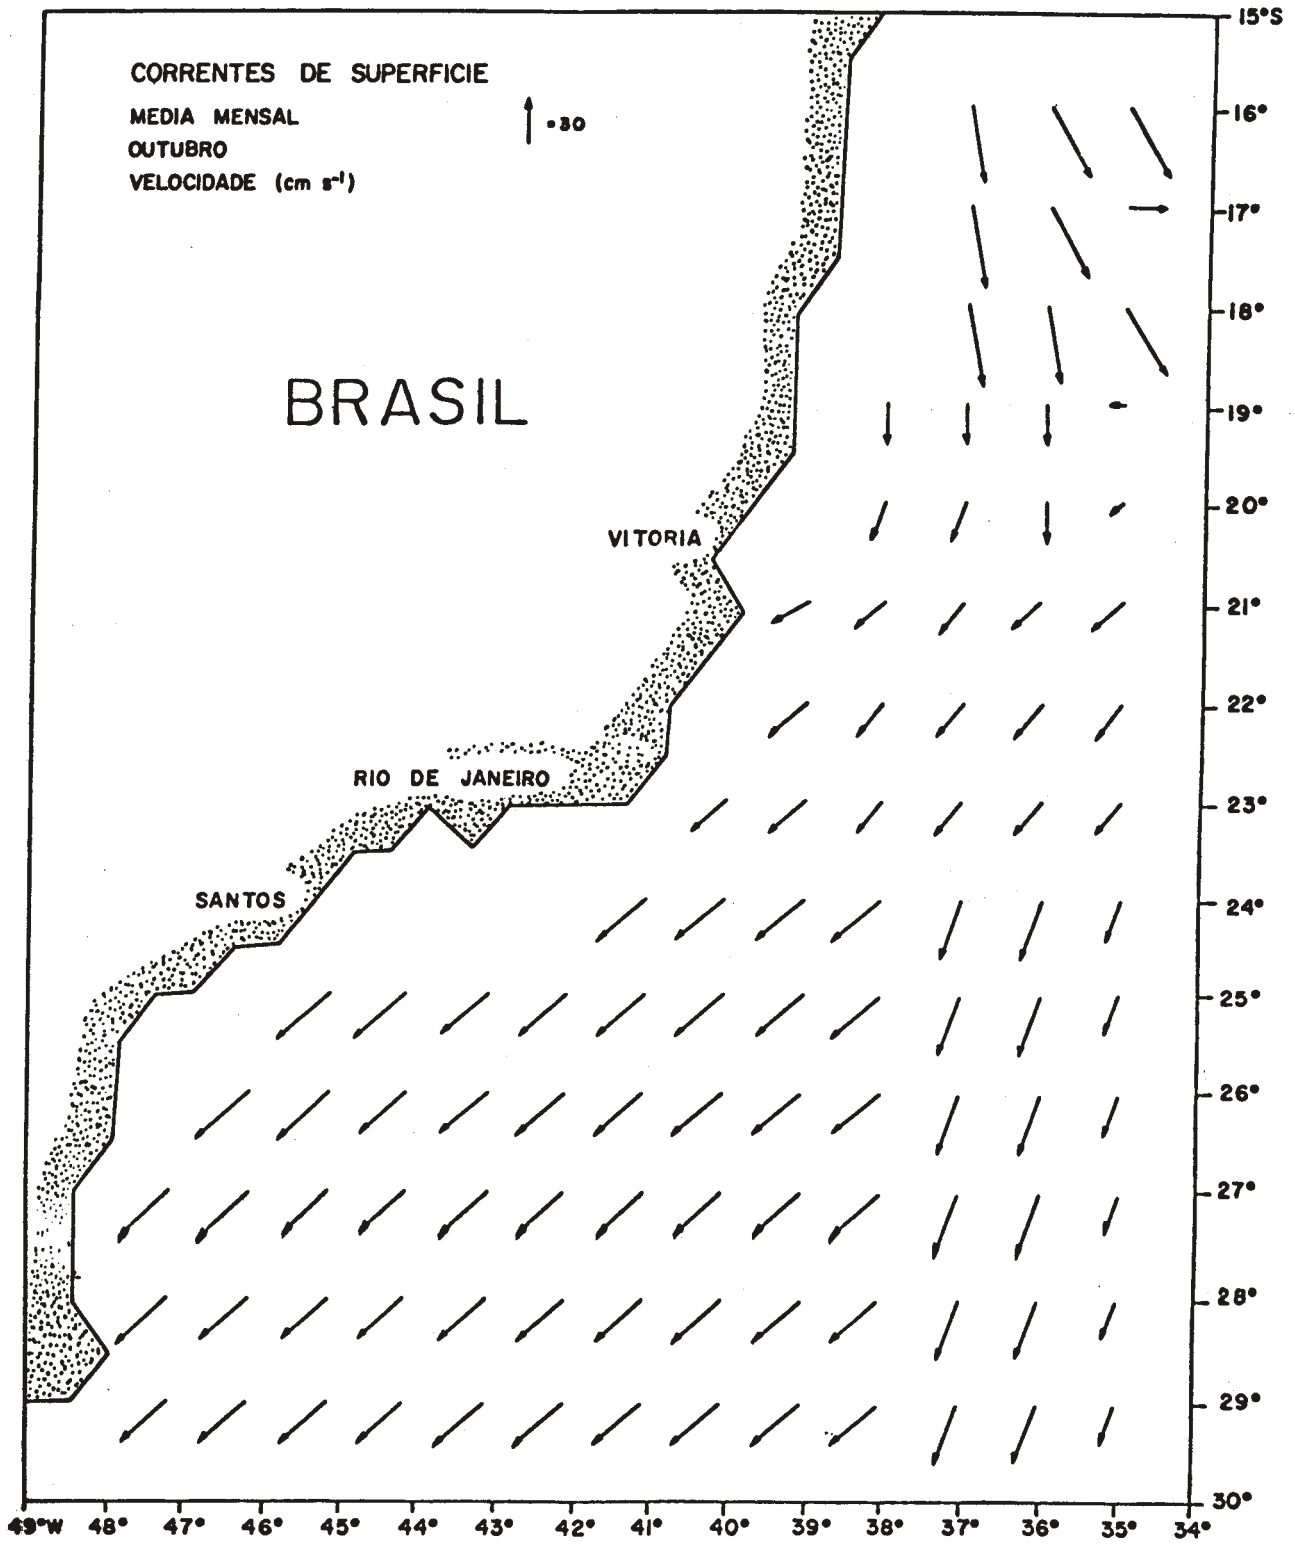 CORRENTES DE SUPERFICIE
MEDIA MENSAL
OUTUBRO
VELOCIDADE (cm s⁻¹)
=30
BRASIL
VITORIA
RIO DE JANEIRO
SANTOS
15°S
16°
17°
18°
19°
20°
21°
22°
23°
24°
25°
26°
27°
28°
29°
30°
49°W 48° 47° 46° 45° 44° 43° 42° 41° 40° 39° 38° 37° 36° 35° 34°